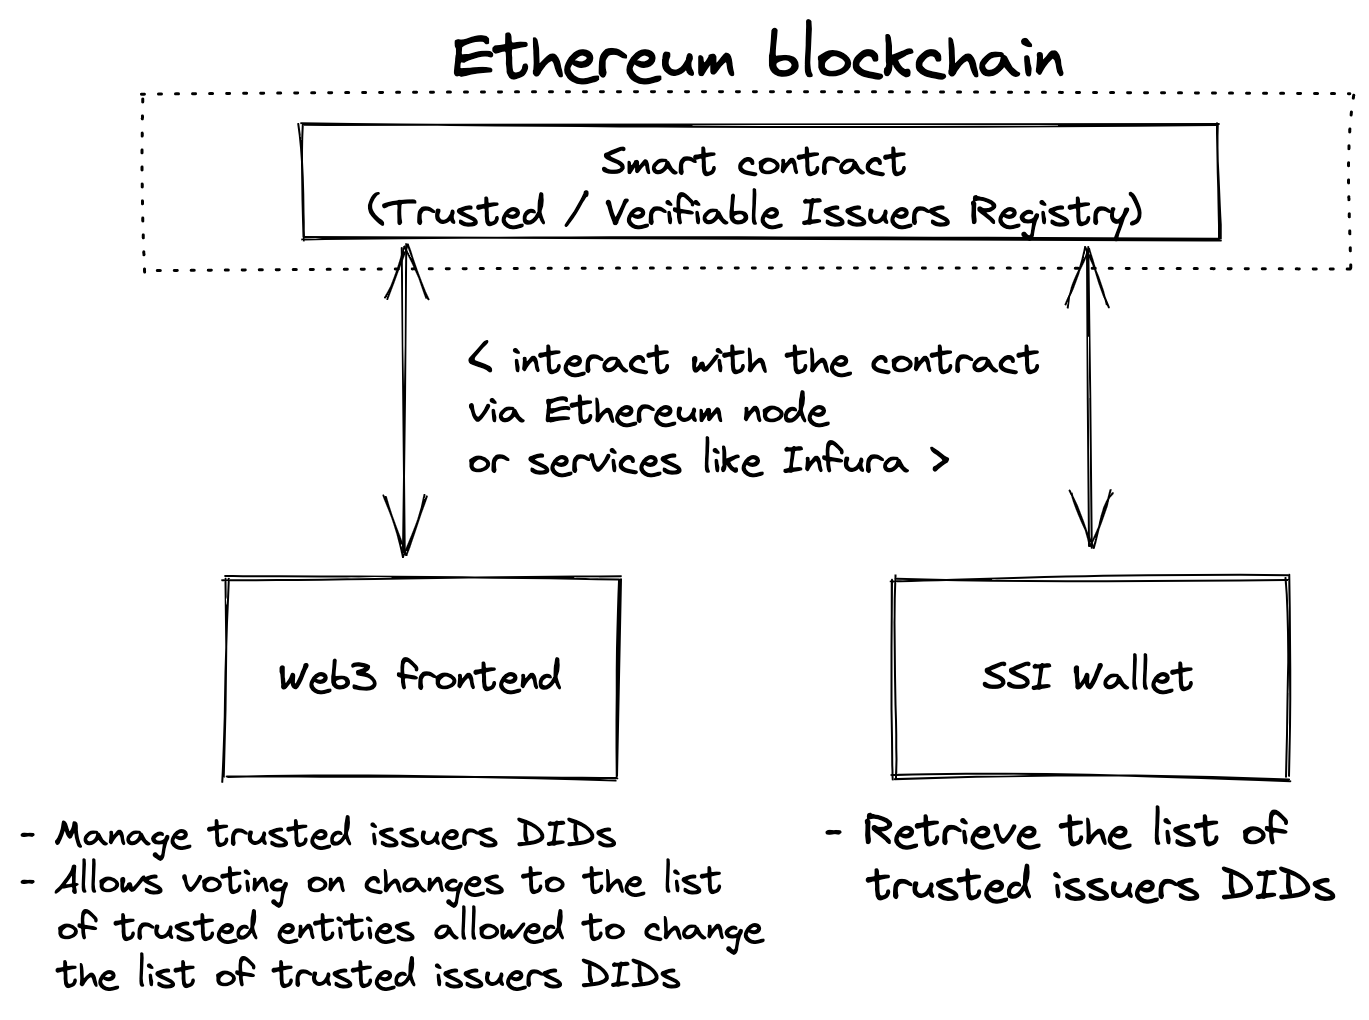 Ethereum blockchain
Smart contract
(Trusted / Verifiable Issuers Registry)
< interact with the contract
via Ethereum node
or services like Infura >
Web3 frontend
SSI Wallet
- Manage trusted issuers DIDs
- Allows voting on changes to the list
of trusted entities allowed to change
the list of trusted issuers DIDs
- Retrieve the list of
trusted issuers DIDs